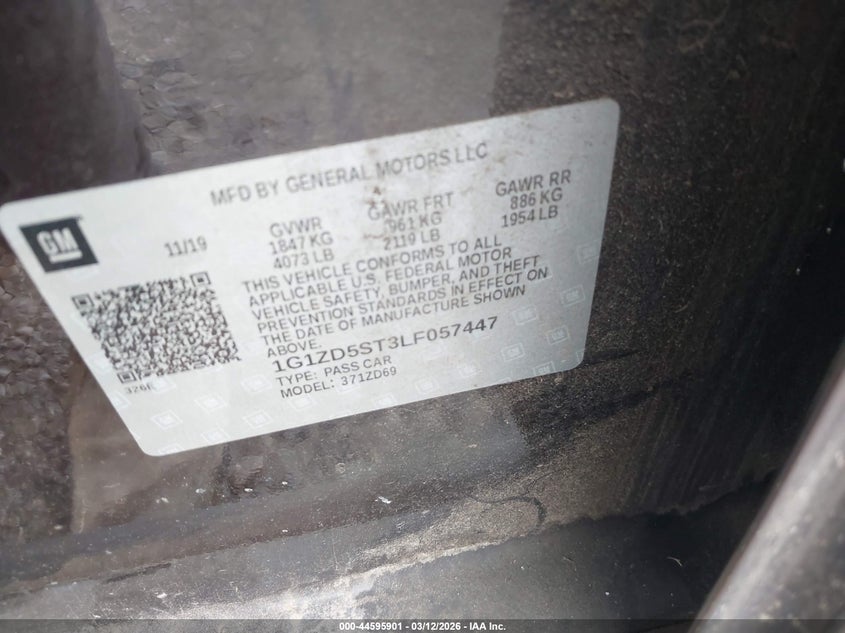 MFD BY GENERAL MOTORS LLC
GM
11/19
GVWR
1847 KG
4073 LB
GAWR FRT
961 KG
2119 LB
GAWR RR
886 KG
1954 LB
THIS VEHICLE CONFORMS TO ALL
APPLICABLE U.S. FEDERAL MOTOR
VEHICLE SAFETY, BUMPER, AND THEFT
PREVENTION STANDARDS IN EFFECT ON
THE DATE OF MANUFACTURE SHOWN
ABOVE.
1G1ZD5ST3LF057447
TYPE: PASS CAR
MODEL: 371ZD69
000-44595901 - 03/12/2026 - IAA Inc.